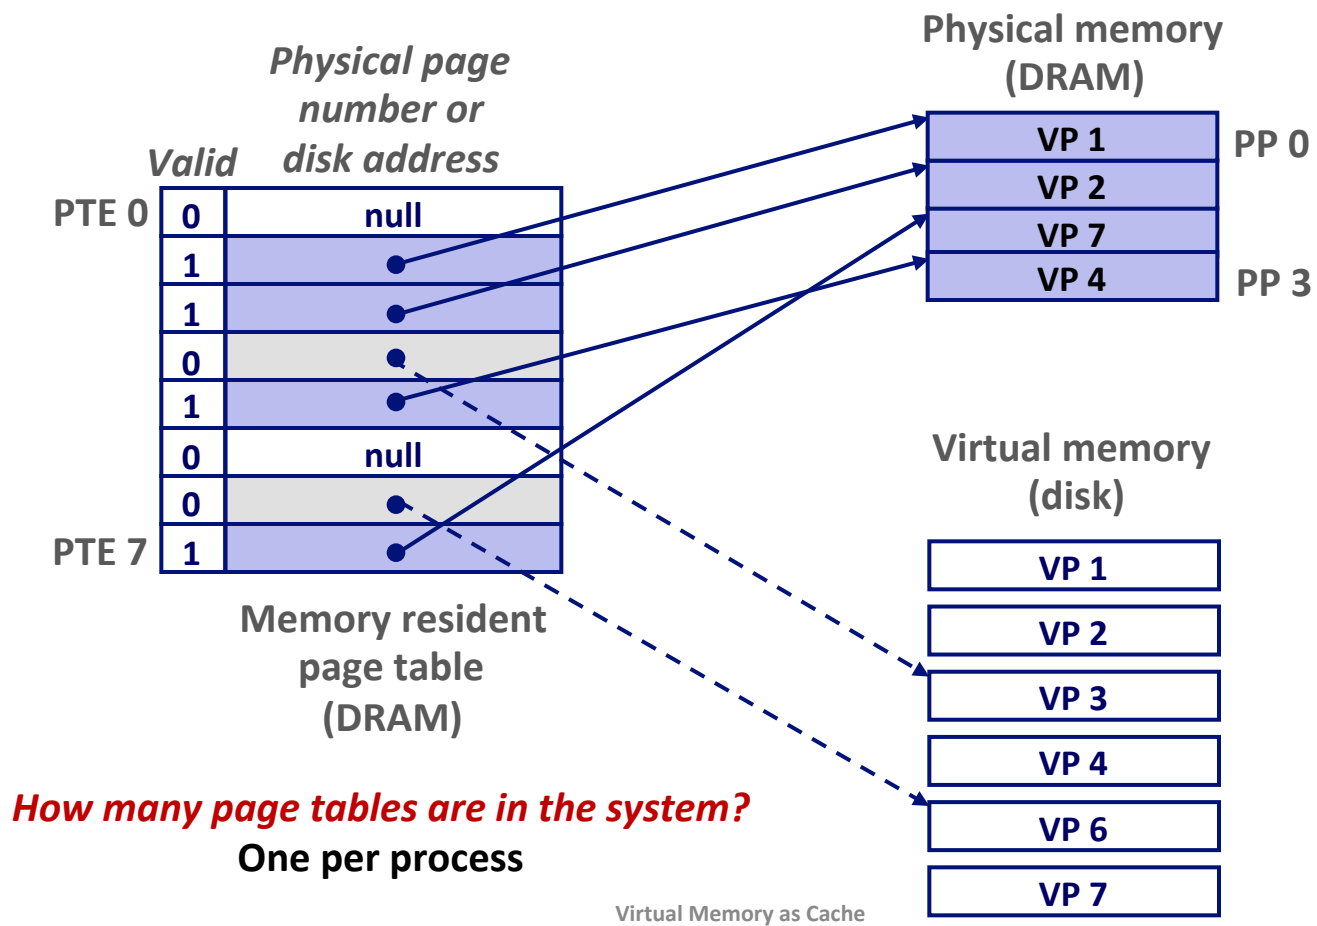 Physical page
number or
disk address
Valid
PTE 0
0
null
1
1
0
1
0
null
0
PTE 7
1
Memory resident
page table
(DRAM)
Physical memory
(DRAM)
VP 1
PP 0
VP 2
VP 7
VP 4
PP 3
Virtual memory
(disk)
VP 1
VP 2
VP 3
VP 4
VP 6
VP 7
How many page tables are in the system?
One per process
Virtual Memory as Cache